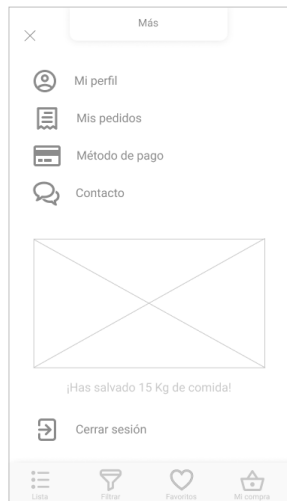 Más
Mi perfil
Mis pedidos
Método de pago
Contacto
¡Has salvado 15 Kg de comida!
Cerrar sesión
Lista
Filtrar
Favoritos
Mi compra